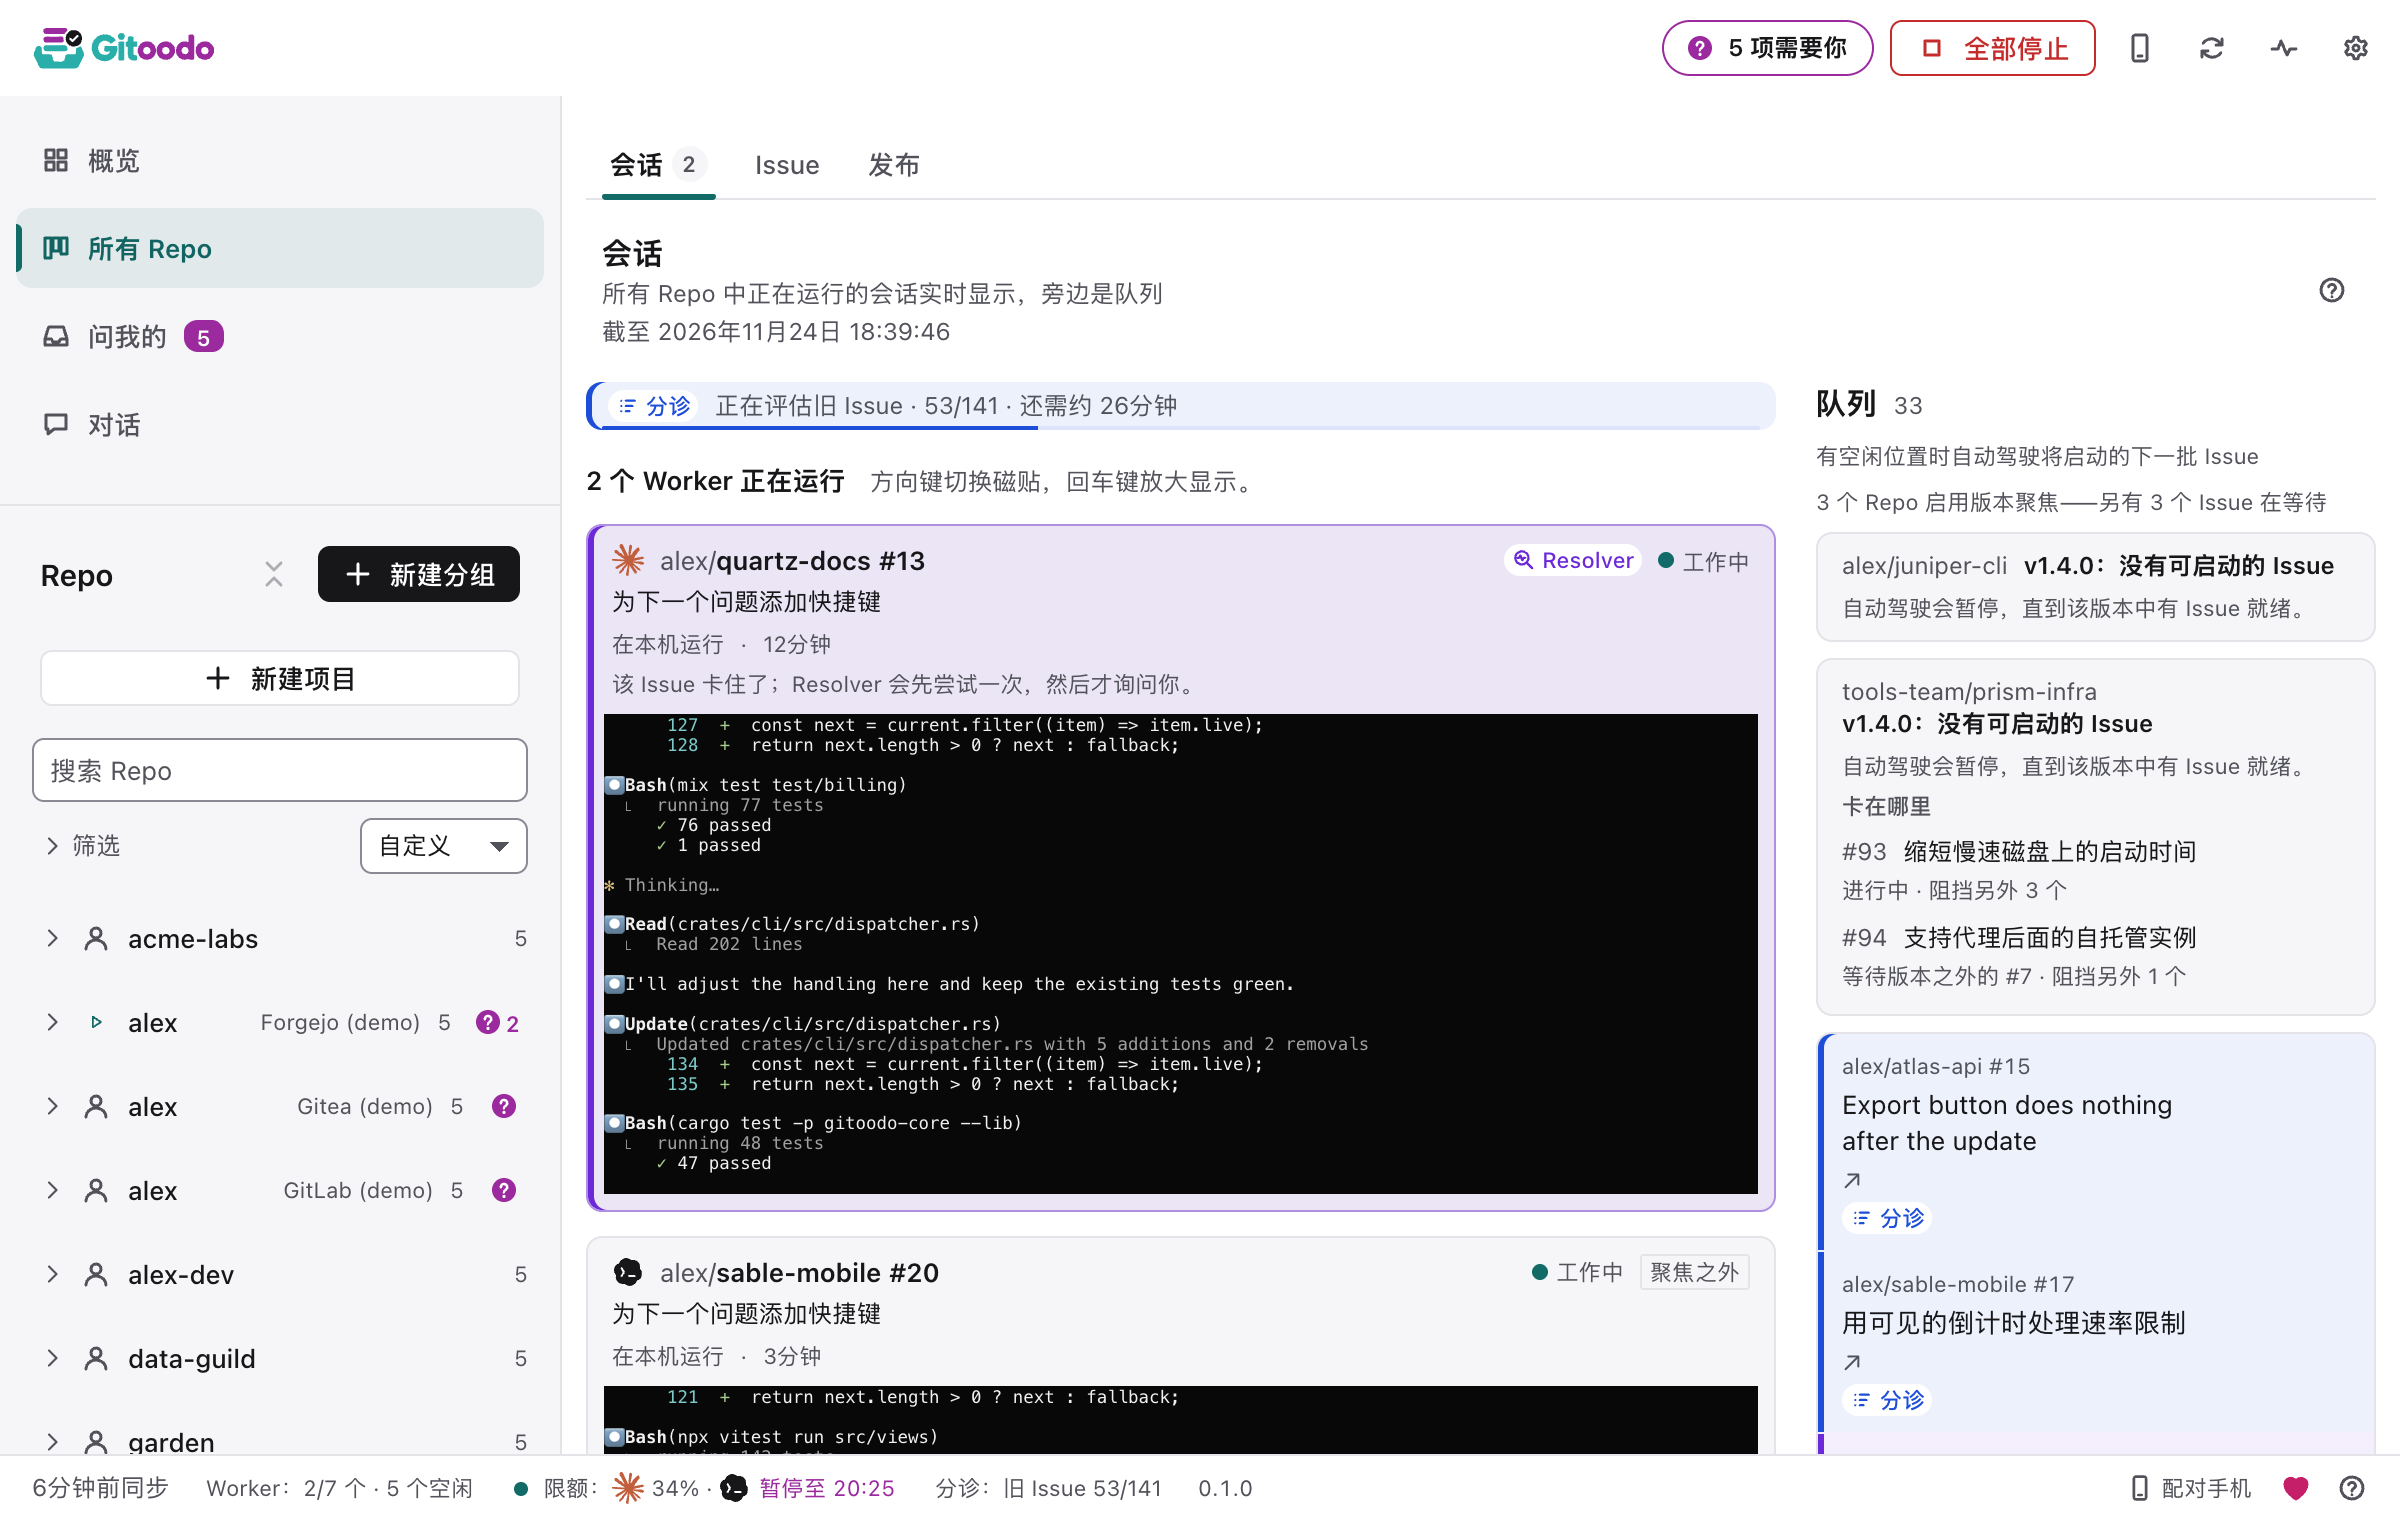 Gitoodo
5 项需要你
全部停止
概览
所有 Repo
问我的 5
对话
Repo
新建分组
新建项目
搜索 Repo
筛选
自定义
acme-labs 5
alex Forgejo (demo) 5 2
alex Gitea (demo) 5
alex GitLab (demo) 5
alex-dev 5
data-guild 5
garden 5
会话 2 Issue 发布
会话
所有 Repo 中正在运行的会话实时显示，旁边是队列
截至 2026年11月24日 18:39:46
分诊 正在评估旧 Issue · 53/141 · 还需约 26分钟
2 个 Worker 正在运行 方向键切换磁贴，回车键放大显示。
alex/quartz-docs #13 Resolver 工作中
为下一个问题添加快捷键
在本机运行 · 12分钟
该 Issue 卡住了；Resolver 会先尝试一次，然后才询问你。
127 + const next = current.filter((item) => item.live);
128 + return next.length > 0 ? next : fallback;
Bash(mix test test/billing)
└ running 77 tests
✓ 76 passed
✓ 1 passed
✻ Thinking…
Read(crates/cli/src/dispatcher.rs)
└ Read 202 lines
I'll adjust the handling here and keep the existing tests green.
Update(crates/cli/src/dispatcher.rs)
└ Updated crates/cli/src/dispatcher.rs with 5 additions and 2 removals
134 + const next = current.filter((item) => item.live);
135 + return next.length > 0 ? next : fallback;
Bash(cargo test -p gitoodo-core --lib)
└ running 48 tests
✓ 47 passed
alex/sable-mobile #20 工作中 聚焦之外
为下一个问题添加快捷键
在本机运行 · 3分钟
121 + return next.length > 0 ? next : fallback;
Bash(npx vitest run src/views)
队列 33
有空闲位置时自动驾驶将启动的下一批 Issue
3 个 Repo 启用版本聚焦——另有 3 个 Issue 在等待
alex/juniper-cli v1.4.0：没有可启动的 Issue
自动驾驶会暂停，直到该版本中有 Issue 就绪。
tools-team/prism-infra
v1.4.0：没有可启动的 Issue
自动驾驶会暂停，直到该版本中有 Issue 就绪。
卡在哪里
#93 缩短慢速磁盘上的启动时间
进行中 · 阻挡另外 3 个
#94 支持代理后面的自托管实例
等待版本之外的 #7 · 阻挡另外 1 个
alex/atlas-api #15
Export button does nothing
after the update
分诊
alex/sable-mobile #17
用可见的倒计时处理速率限制
分诊
6分钟前同步 Worker：2/7 个 · 5 个空闲 限额： 34% · 暂停至 20:25 分诊：旧 Issue 53/141 0.1.0
配对手机